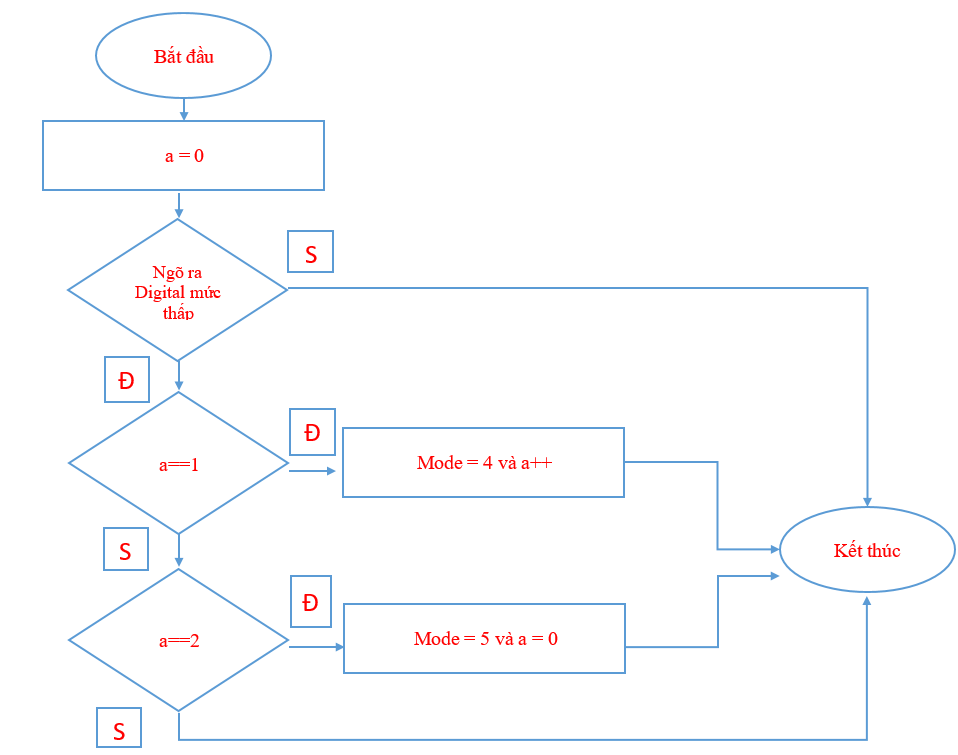 Bắt đầu
a = 0
S
Ngõ ra
Digital mức
thấp
Đ
Đ
a==1
Mode = 4 và a++
S
Kết thúc
Đ
a==2
Mode = 5 và a = 0
S